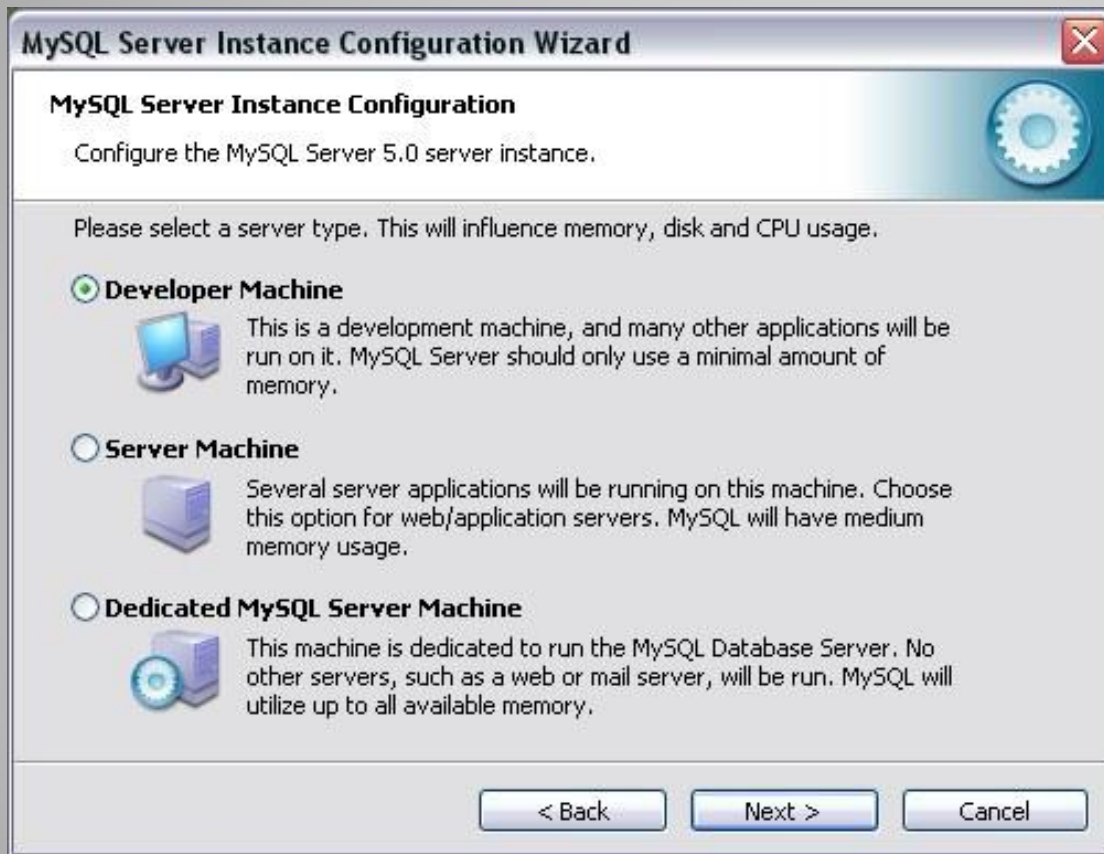 MySQL Server Instance Configuration Wizard
MySQL Server Instance Configuration
Configure the MySQL Server 5.0 server instance.
Please select a server type. This will influence memory, disk and CPU usage.
Developer Machine
This is a development machine, and many other applications will be
run on it. MySQL Server should only use a minimal amount of
memory.
Server Machine
Several server applications will be running on this machine. Choose
this option for web/application servers. MySQL will have medium
memory usage.
Dedicated MySQL Server Machine
This machine is dedicated to run the MySQL Database Server. No
other servers, such as a web or mail server, will be run. MySQL will
utilize up to all available memory.
< Back Next > Cancel